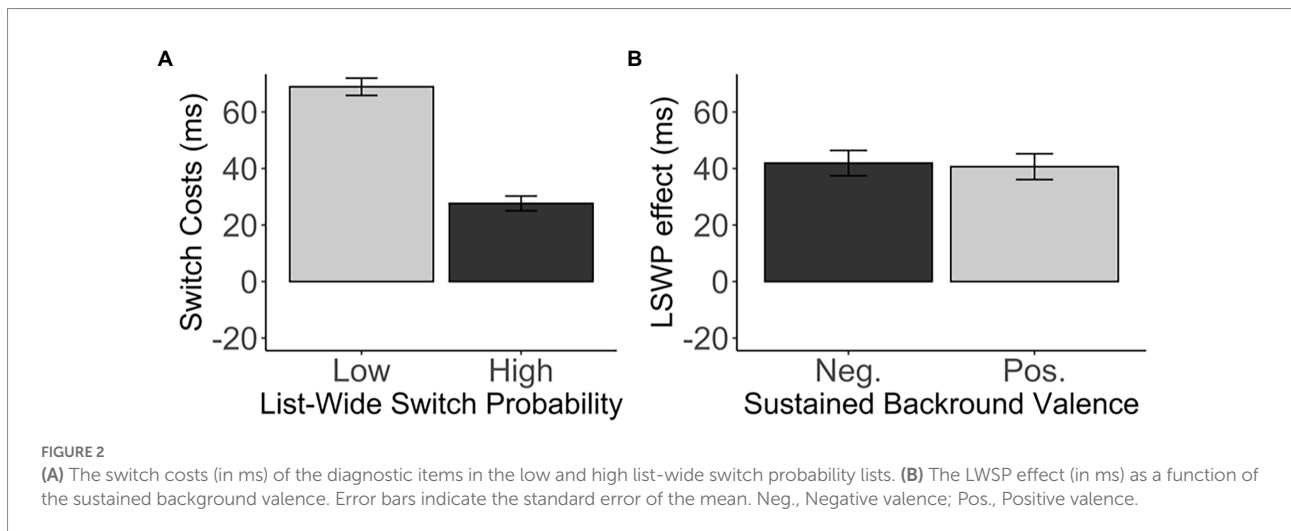 A
Switch Costs (ms)
60
40
20
0
-20
Low High
List-Wide Switch Probability
B
LSWP effect (ms)
60
40
20
0
-20
Neg. Pos.
Sustained Backround Valence
FIGURE 2
(A) The switch costs (in ms) of the diagnostic items in the low and high list-wide switch probability lists. (B) The LWSP effect (in ms) as a function of
the sustained background valence. Error bars indicate the standard error of the mean. Neg., Negative valence; Pos., Positive valence.